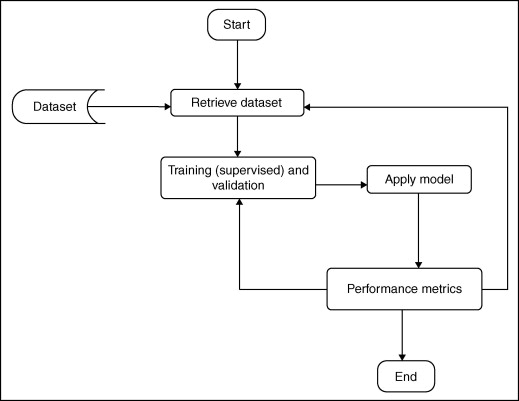 Start
Dataset
Retrieve dataset
Training (supervised) and
validation
Apply model
Performance metrics
End